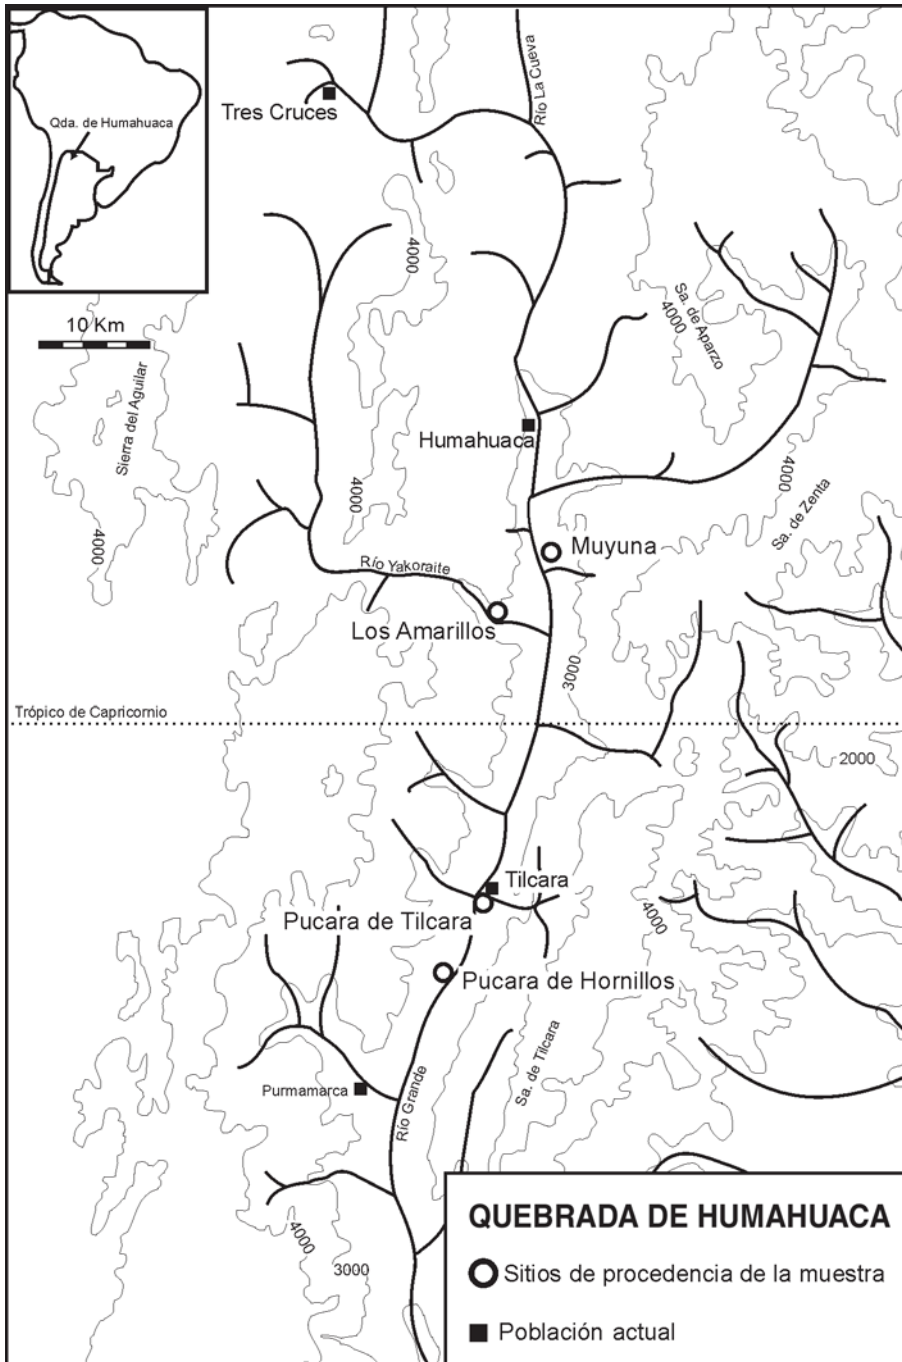 Río La Cueva
Tres Cruces
Qda. de Humahuaca
4000
10 Km
Sa. de Aparzo
4000
Sierra del Aguilar
Humahuaca
4000
4000
4000
Sa. de Zenta
Muyuna
Río Yakoraite
Los Amarillos
3000
Trópico de Capricornio
2000
Tilcara
Pucara de Tilcara
4000
Pucara de Hornillos
Sa. de Tilcara
Purmamarca
Río Grande
4000
3000
QUEBRADA DE HUMAHUACA
Sitios de procedencia de la muestra
Población actual